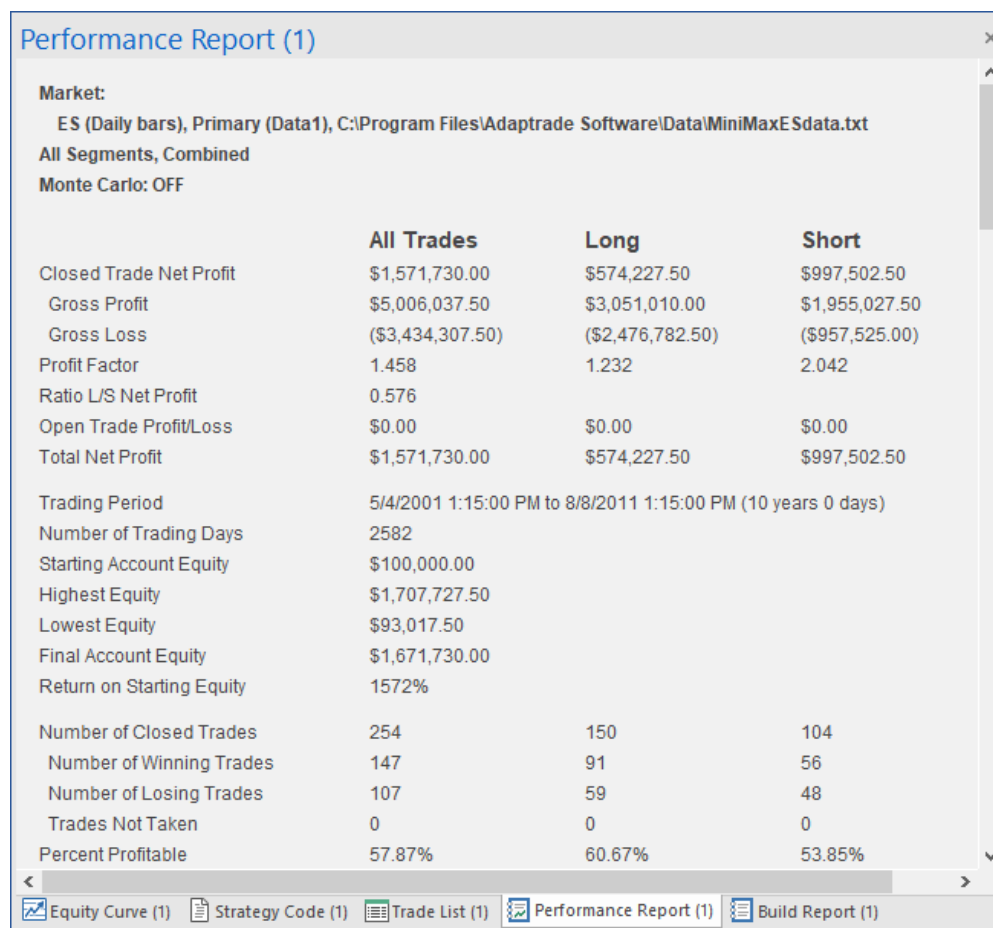 Performance Report (1)
Market:
ES (Daily bars), Primary (Data1), C:\Program Files\Adaptrade Software\Data\MiniMaxESdata.txt
All Segments, Combined
Monte Carlo: OFF
All Trades Long Short
Closed Trade Net Profit $1,571,730.00 $574,227.50 $997,502.50
Gross Profit $5,006,037.50 $3,051,010.00 $1,955,027.50
Gross Loss ($3,434,307.50) ($2,476,782.50) ($957,525.00)
Profit Factor 1.458 1.232 2.042
Ratio L/S Net Profit 0.576
Open Trade Profit/Loss $0.00 $0.00 $0.00
Total Net Profit $1,571,730.00 $574,227.50 $997,502.50
Trading Period 5/4/2001 1:15:00 PM to 8/8/2011 1:15:00 PM (10 years 0 days)
Number of Trading Days 2582
Starting Account Equity $100,000.00
Highest Equity $1,707,727.50
Lowest Equity $93,017.50
Final Account Equity $1,671,730.00
Return on Starting Equity 1572%
Number of Closed Trades 254 150 104
Number of Winning Trades 147 91 56
Number of Losing Trades 107 59 48
Trades Not Taken 0 0 0
Percent Profitable 57.87% 60.67% 53.85%
Equity Curve (1) Strategy Code (1) Trade List (1) Performance Report (1) Build Report (1)